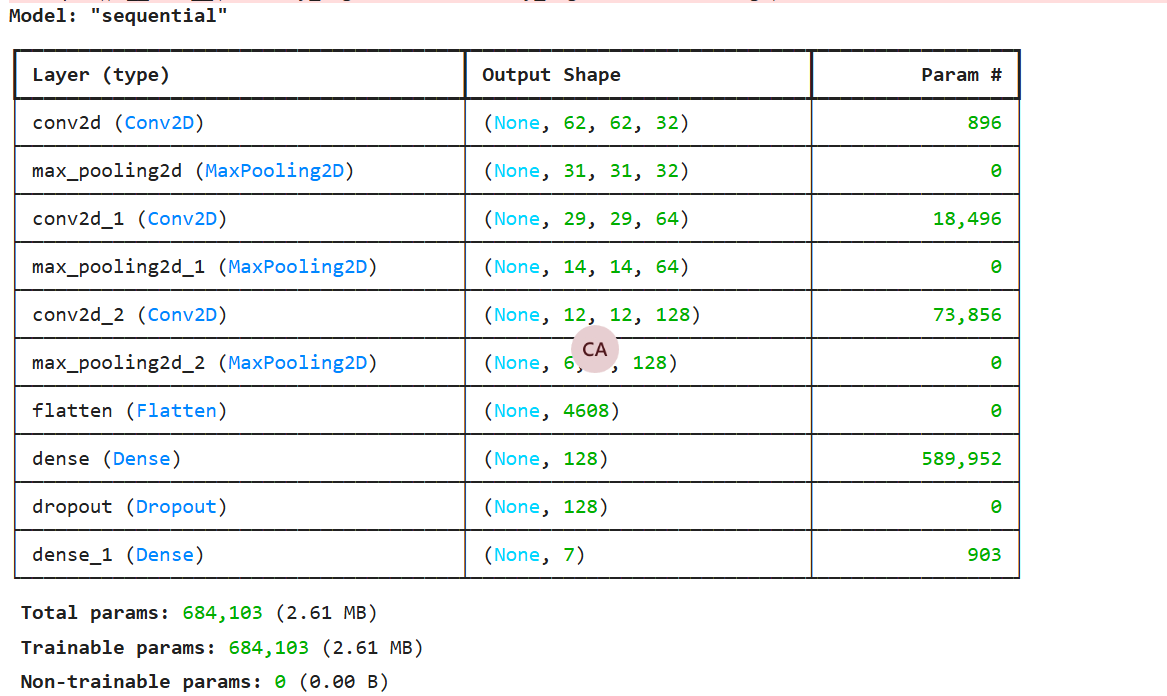 Model: "sequential"
Layer (type) Output Shape Param #
conv2d (Conv2D) (None, 62, 62, 32) 896
max_pooling2d (MaxPooling2D) (None, 31, 31, 32) 0
conv2d_1 (Conv2D) (None, 29, 29, 64) 18,496
max_pooling2d_1 (MaxPooling2D) (None, 14, 14, 64) 0
conv2d_2 (Conv2D) (None, 12, 12, 128) 73,856
CA
max_pooling2d_2 (MaxPooling2D) (None, 6, , 128) 0
flatten (Flatten) (None, 4608) 0
dense (Dense) (None, 128) 589,952
dropout (Dropout) (None, 128) 0
dense_1 (Dense) (None, 7) 903
Total params: 684,103 (2.61 MB)
Trainable params: 684,103 (2.61 MB)
Non-trainable params: 0 (0.00 B)